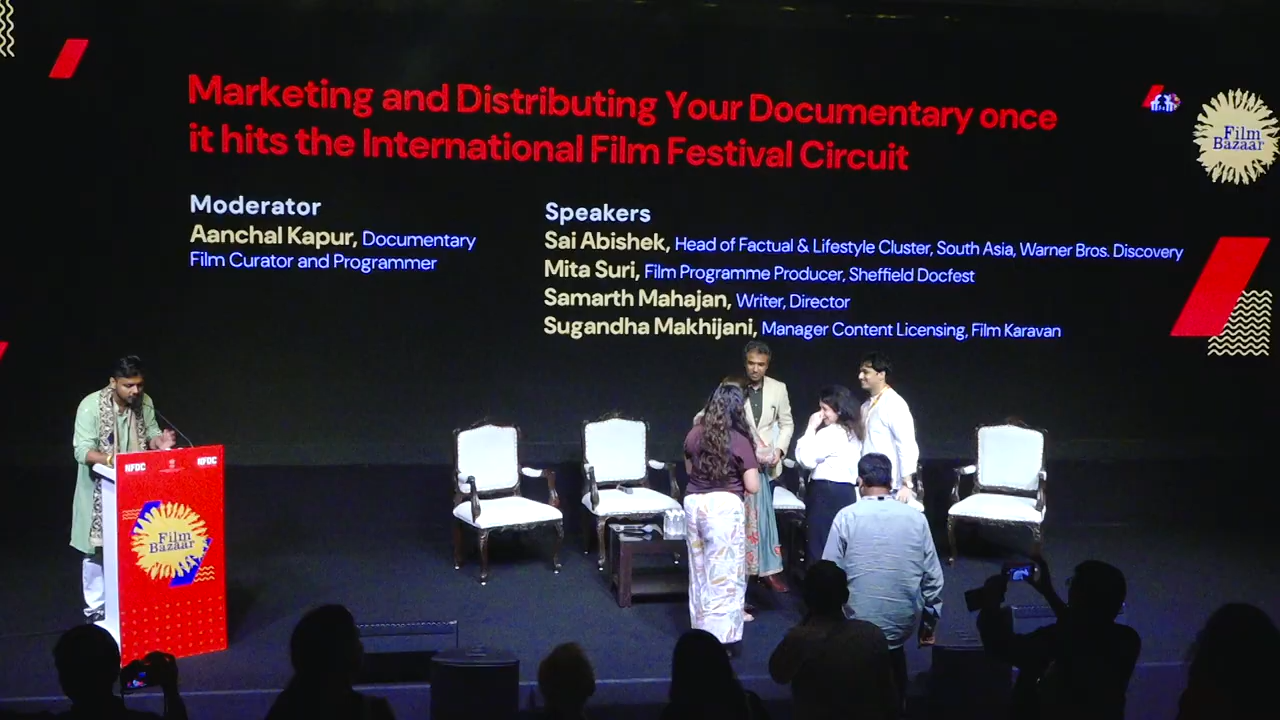 Marketing and Distributing Your Documentary once
it hits the International Film Festival Circuit
Film
Bazaar
Moderator
Aanchal Kapur, Documentary
Film Curator and Programmer
Speakers
Sai Abishek, Head of Factual & Lifestyle Cluster, South Asia, Warner Bros. Discovery
Mita Suri, Film Programme Producer, Sheffield Docfest
Samarth Mahajan, Writer, Director
Sugandha Makhijani, Manager Content Licensing, Film Karavan
NFDC
NFDC
Film
Bazaar